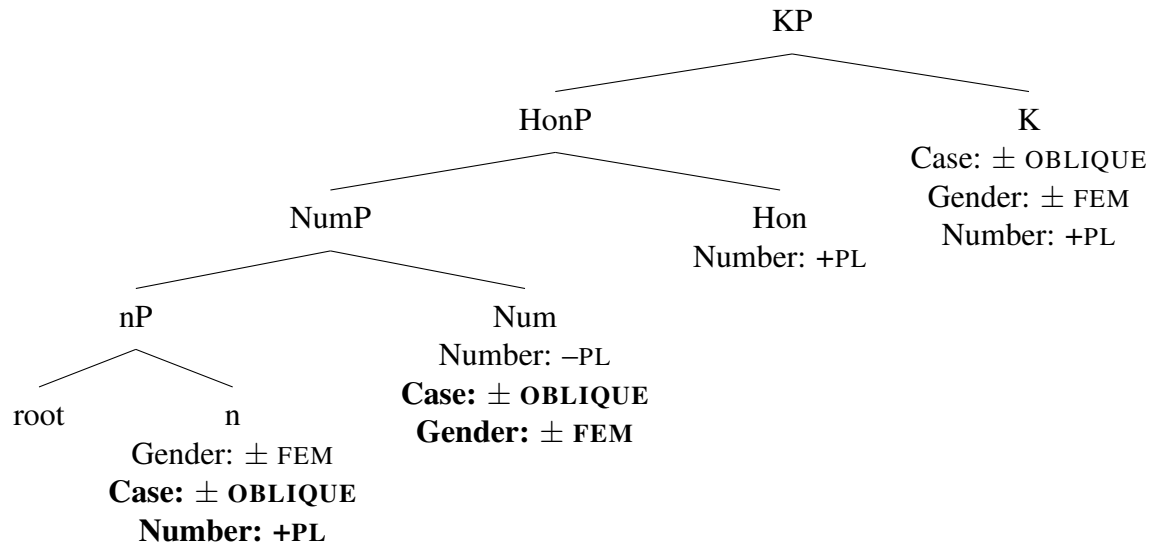 KP
HonP K
Case: ± OBLIQUE
Gender: ± FEM
Number: +PL
NumP Hon
Number: +PL
nP Num
Number: –PL
Case: ± OBLIQUE
Gender: ± FEM
root n
Gender: ± FEM
Case: ± OBLIQUE
Number: +PL